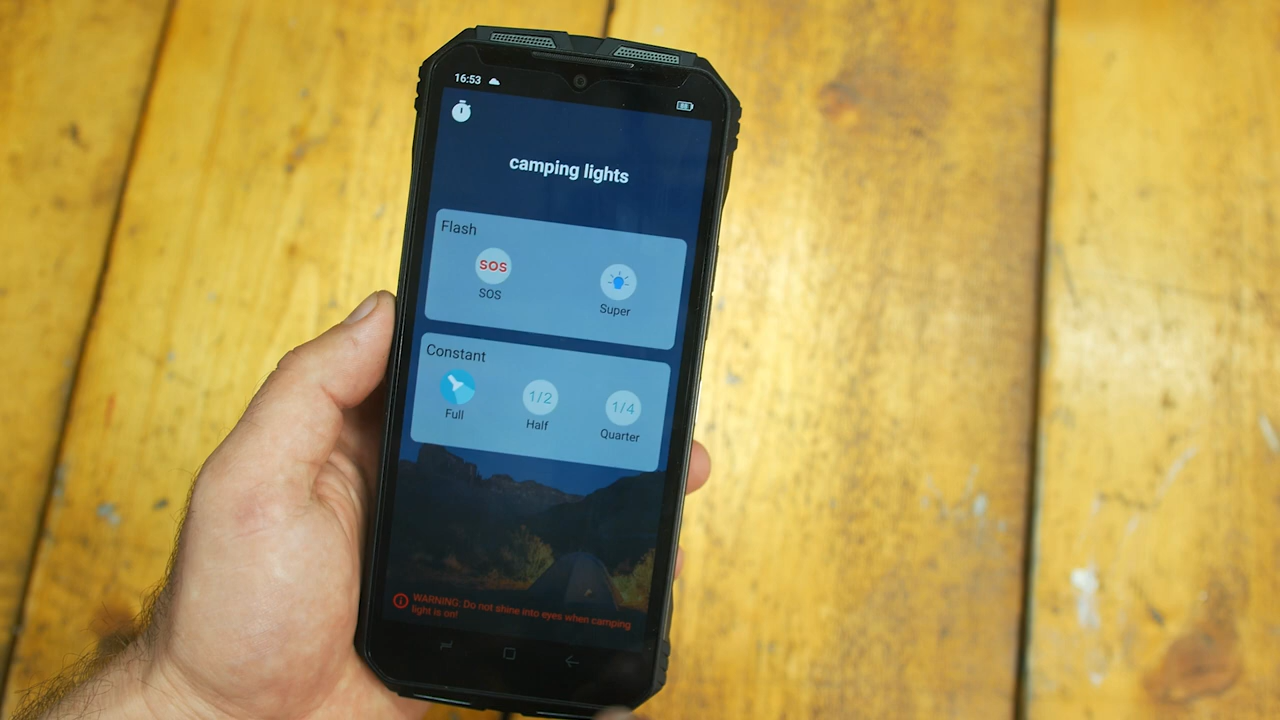 16:53
camping lights
Flash
SOS
SOS
Super
Constant
1/2
1/4
Full
Half
Quarter
WARNING: Do not shine into eyes when camping
light is on!